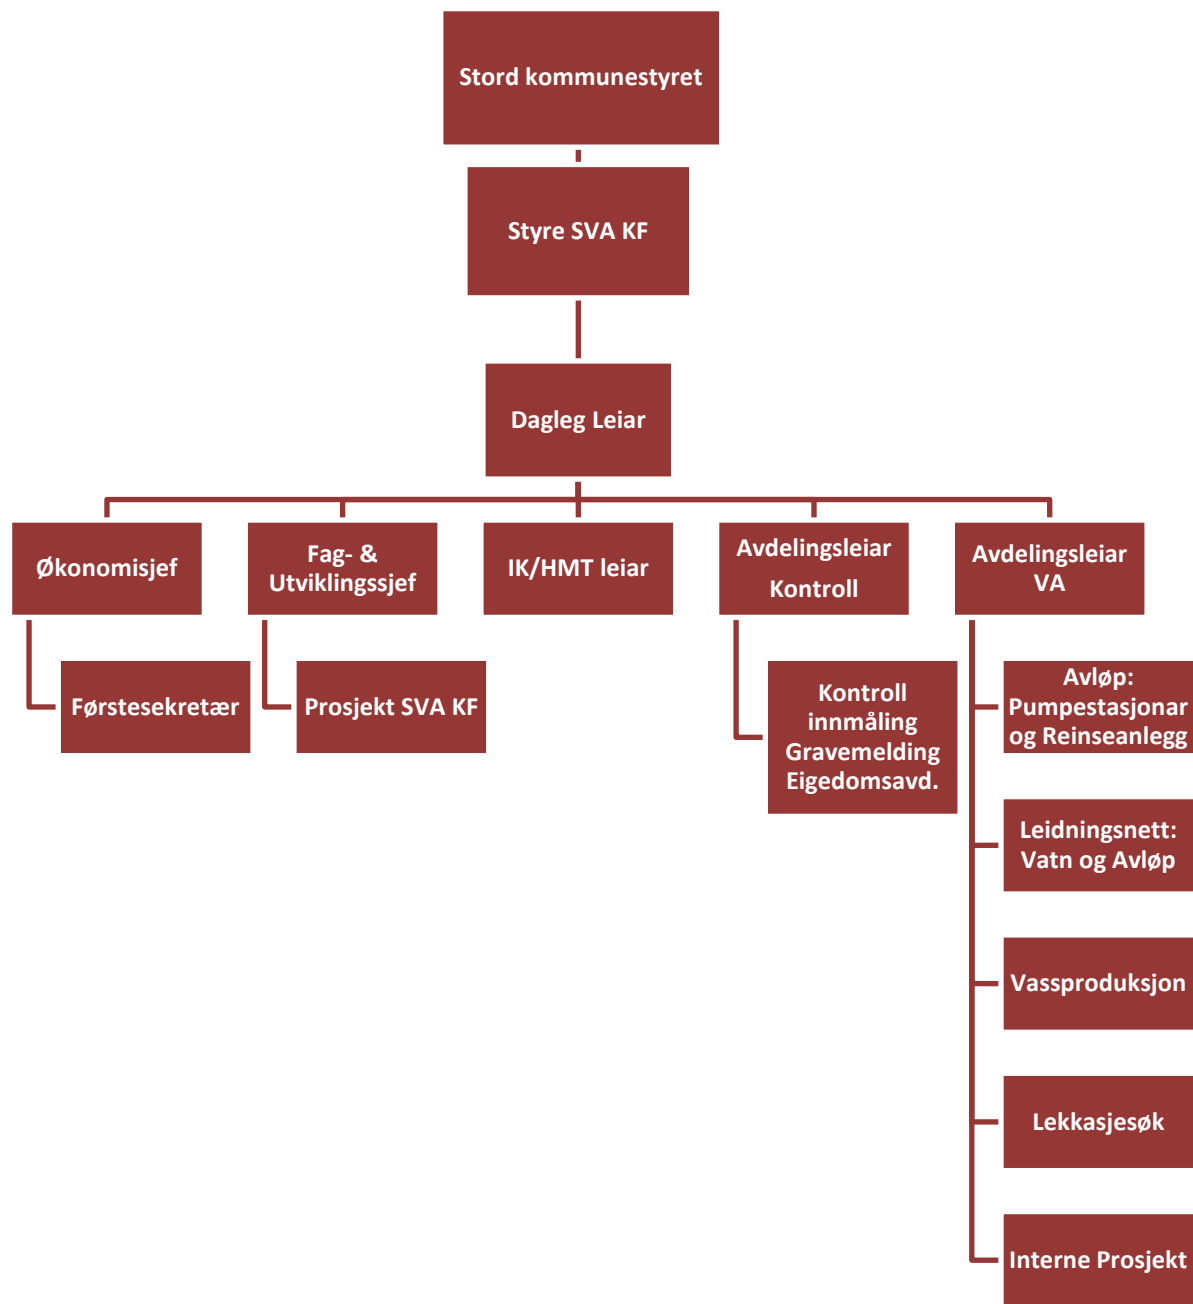 Stord kommunestyret
Styre SVA KF
Dagleg Leiar
Økonomisjef
Fag- &
Utviklingssjef
IK/HMT leiar
Avdelingsleiar
Kontroll
Avdelingsleiar
VA
Førstesekretær
Prosjekt SVA KF
Kontroll
innmåling
Gravemelding
Eigedomsavd.
Avløp:
Pumpestasjonar
og Reinseanlegg
Leidningsnett:
Vatn og Avløp
Vassproduksjon
Lekkasjesøk
Interne Prosjekt